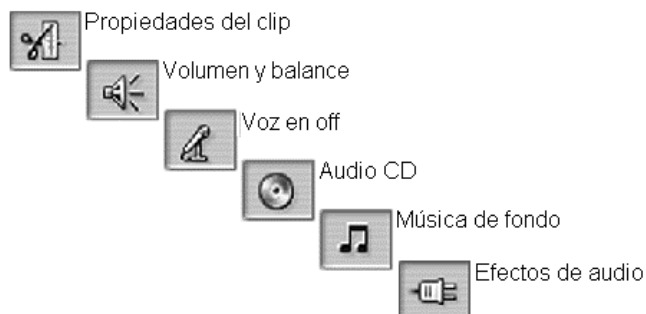 Propiedades del clip
Volumen y balance
Voz en off
Audio CD
Música de fondo
Efectos de audio